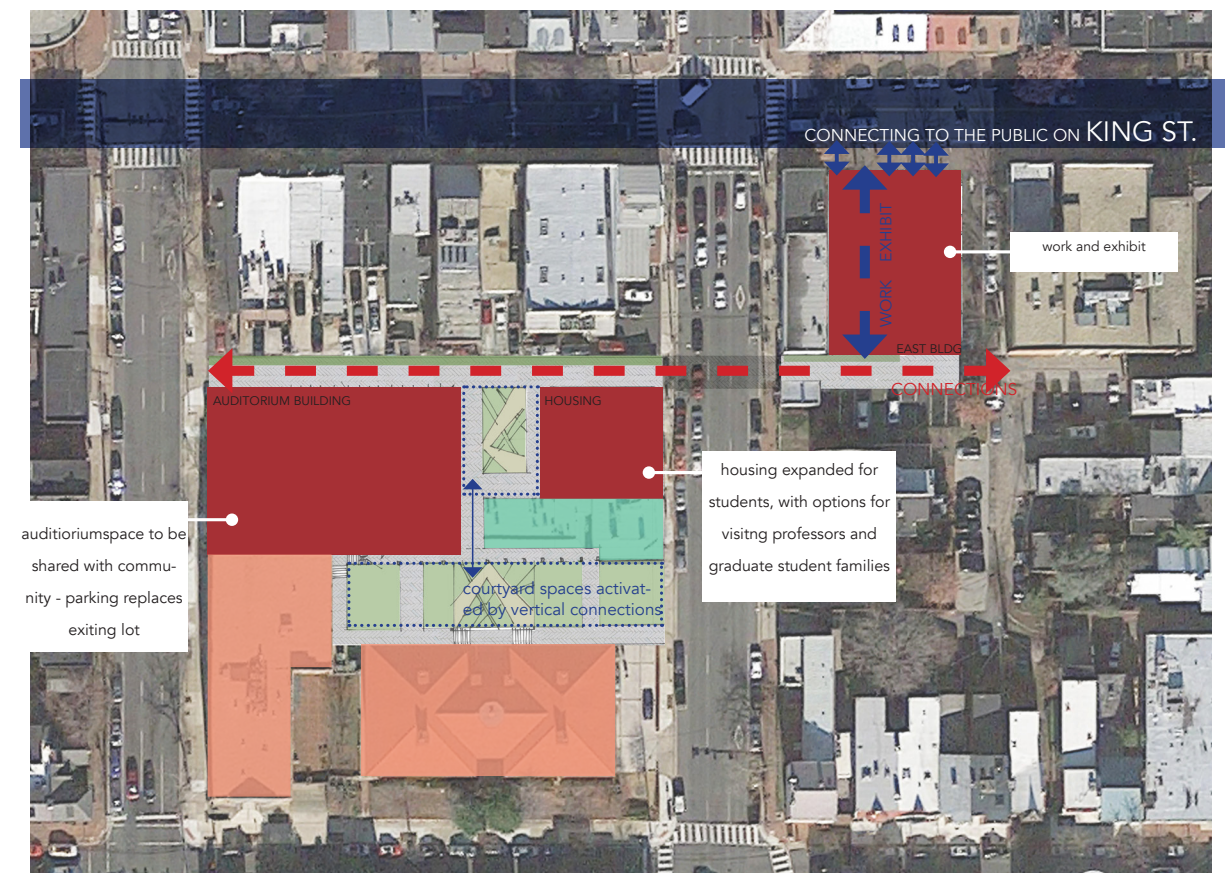 CONNECTING TO THE PUBLIC ON KING ST.
WORK EXHIBIT
work and exhibit
EAST BLDG
CONNECTIONS
AUDITORIUM BUILDING
HOUSING
housing expanded for
students, with options for
visitng professors and
graduate student families
auditioriumspace to be
shared with commu-
nity - parking replaces
exiting lot
courtyard spaces activat-
ed by vertical connections